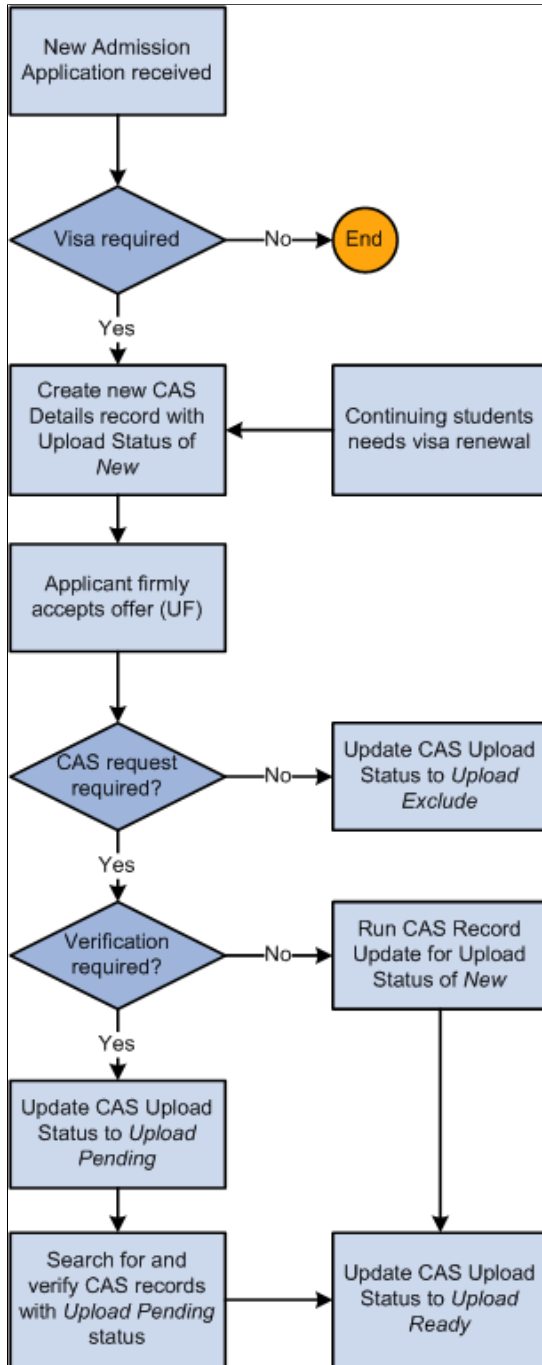 New Admission
Application received
Visa required
No
End
Yes
Create new CAS
Details record with
Upload Status of
New
Continuing students
needs visa renewal
Applicant firmly
accepts offer (UF)
CAS request
required?
No
Update CAS Upload
Status to Upload
Exclude
Yes
Verification
required?
No
Run CAS Record
Update for Upload
Status of New
Yes
Update CAS Upload
Status to Upload
Pending
Search for and
verify CAS records
with Upload Pending
status
Update CAS Upload
Status to Upload
Ready